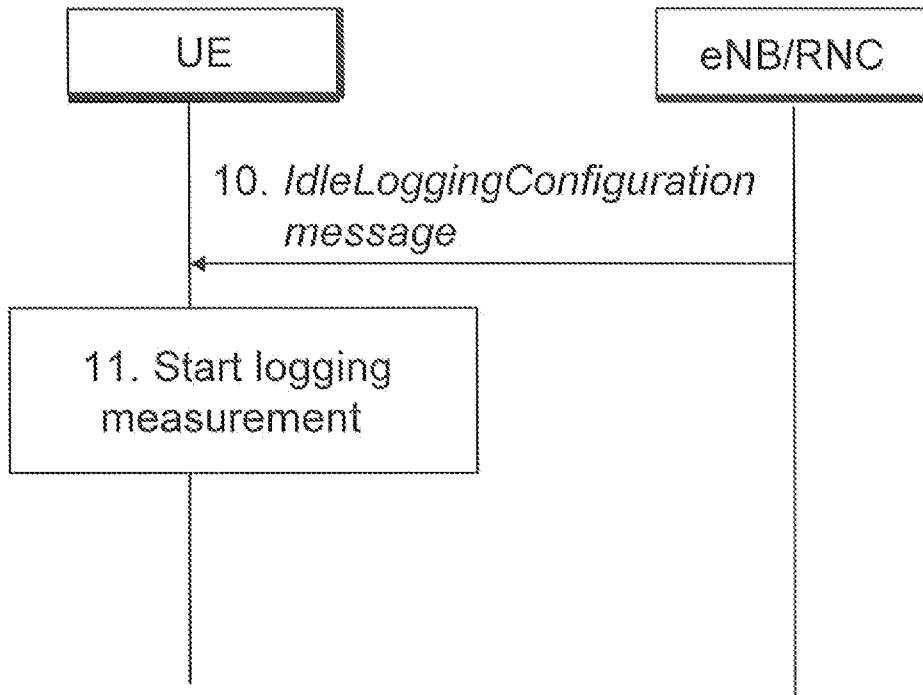 UE
eNB/RNC
10. IdleLoggingConfiguration
message
11. Start logging
measurement